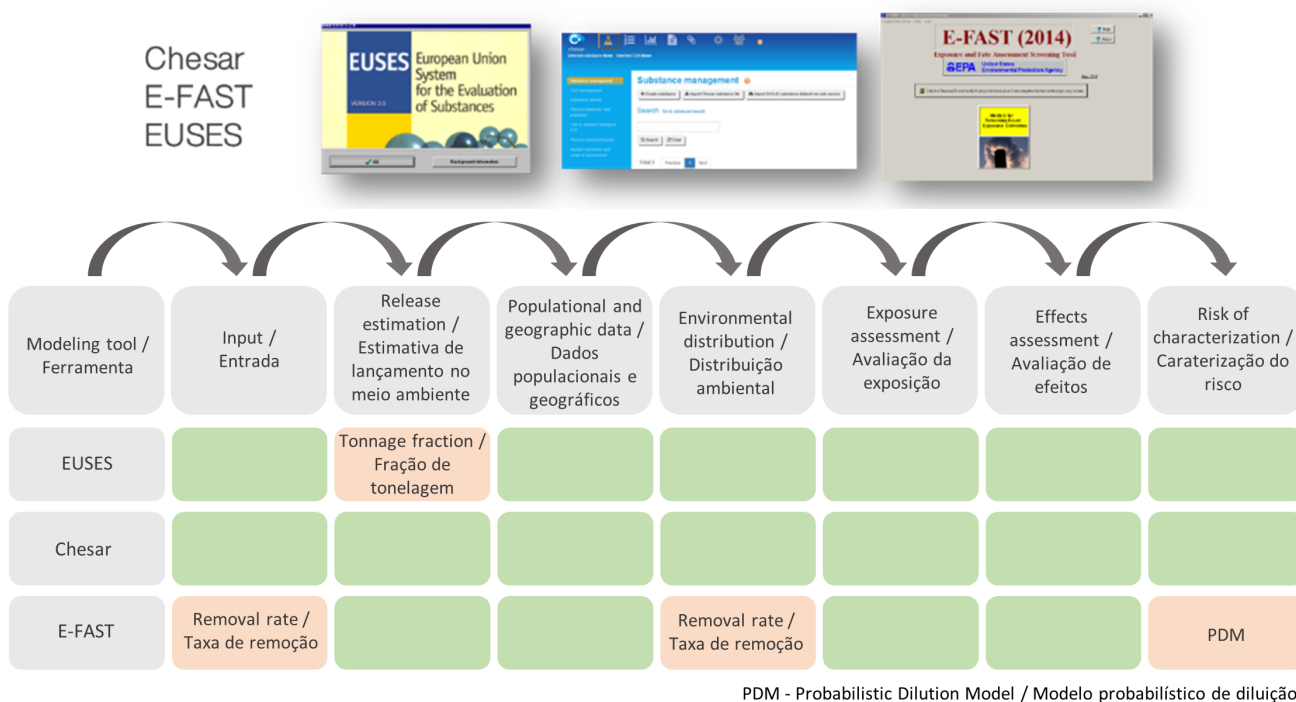 Chesar
E-FAST
EUSES
EUSES
European Union
System
for the Evaluation
of Substances
VERSION 2.0
OK
Background information
Substance management
Search
E-FAST (2014)
Exposure and Fate Assessment Screening Tool
EPA
United States
Environmental Protection Agency
Modeling tool /
Ferramenta
Input /
Entrada
Release
estimation /
Estimativa de
lançamento no
meio ambiente
Populational and
geographic data /
Dados
populacionais e
geográficos
Environmental
distribution /
Distribuição
ambiental
Exposure
assessment /
Avaliação da
exposição
Effects
assessment /
Avaliação de
efeitos
Risk of
characterization /
Caraterização do
risco
EUSES
Tonnage fraction /
Fração de
tonelagem
Chesar
E-FAST
Removal rate /
Taxa de remoção
Removal rate /
Taxa de remoção
PDM
PDM - Probabilistic Dilution Model / Modelo probabilístico de diluição